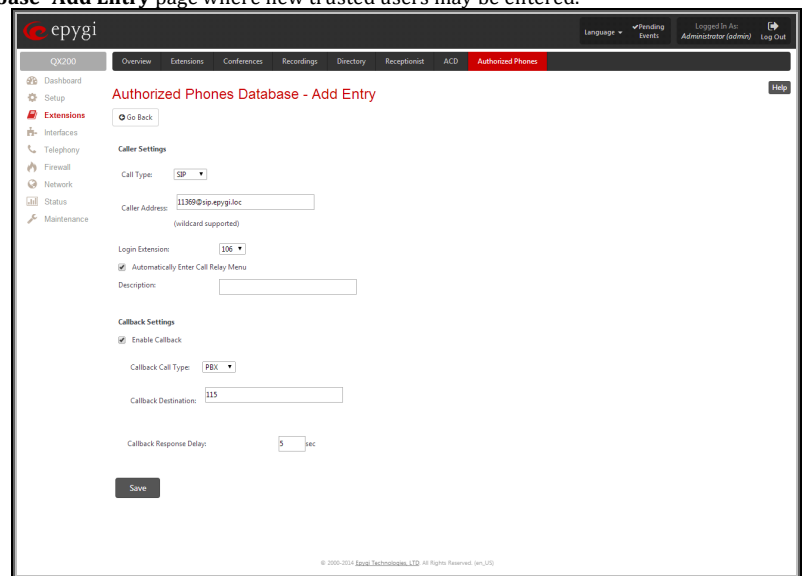 ase- Add Entry page where new trusted users may be entered.
epygi
Language
Pending Events
Logged In As:
Administrator (admin)
Log Out
QX200
Overview Extensions Conferences Recordings Directory Receptionist ACD Authorized Phones
Dashboard
Setup
Extensions
Interfaces
Telephony
Firewall
Network
Status
Maintenance
Help
Authorized Phones Database - Add Entry
Go Back
Caller Settings
Call Type: SIP
Caller Address: 11369@sip.epygi.loc
(wildcard supported)
Login Extension: 106
Automatically Enter Call Relay Menu
Description:
Callback Settings
Enable Callback
Callback Call Type: PBX
Callback Destination: 115
Callback Response Delay: 5 sec
Save
© 2000-2014 Epygi Technologies, LTD. All Rights Reserved. (en_US)